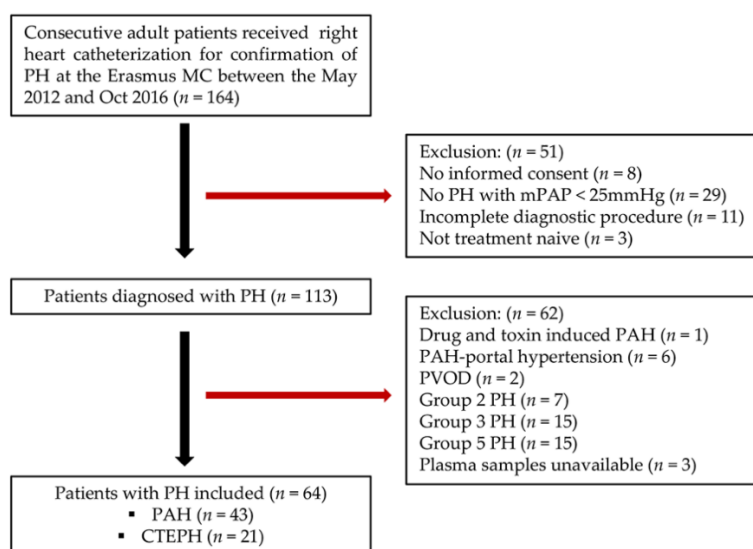 Consecutive adult patients received right
heart catheterization for confirmation of
PH at the Erasmus MC between the May
2012 and Oct 2016 (n = 164)
Exclusion: (n = 51)
No informed consent (n = 8)
No PH with mPAP < 25mmHg (n = 29)
Incomplete diagnostic procedure (n = 11)
Not treatment naive (n = 3)
Patients diagnosed with PH (n = 113)
Exclusion: (n = 62)
Drug and toxin induced PAH (n = 1)
PAH-portal hypertension (n = 6)
PVOD (n = 2)
Group 2 PH (n = 7)
Group 3 PH (n = 15)
Group 5 PH (n = 15)
Plasma samples unavailable (n = 3)
Patients with PH included (n = 64)
▪ PAH (n = 43)
▪ CTEPH (n = 21)